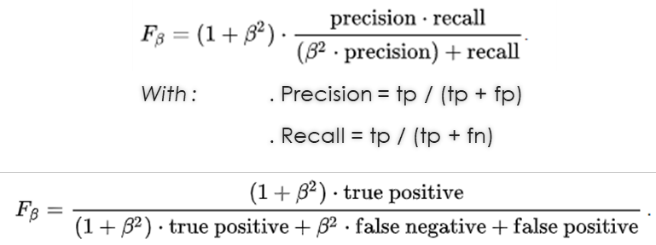 F_β = (1 + β²) · precision · recall / (β² · precision) + recall .
With : . Precision = tp / (tp + fp)
. Recall = tp / (tp + fn)
F_β = (1 + β²) · true positive / (1 + β²) · true positive + β² · false negative + false positive .